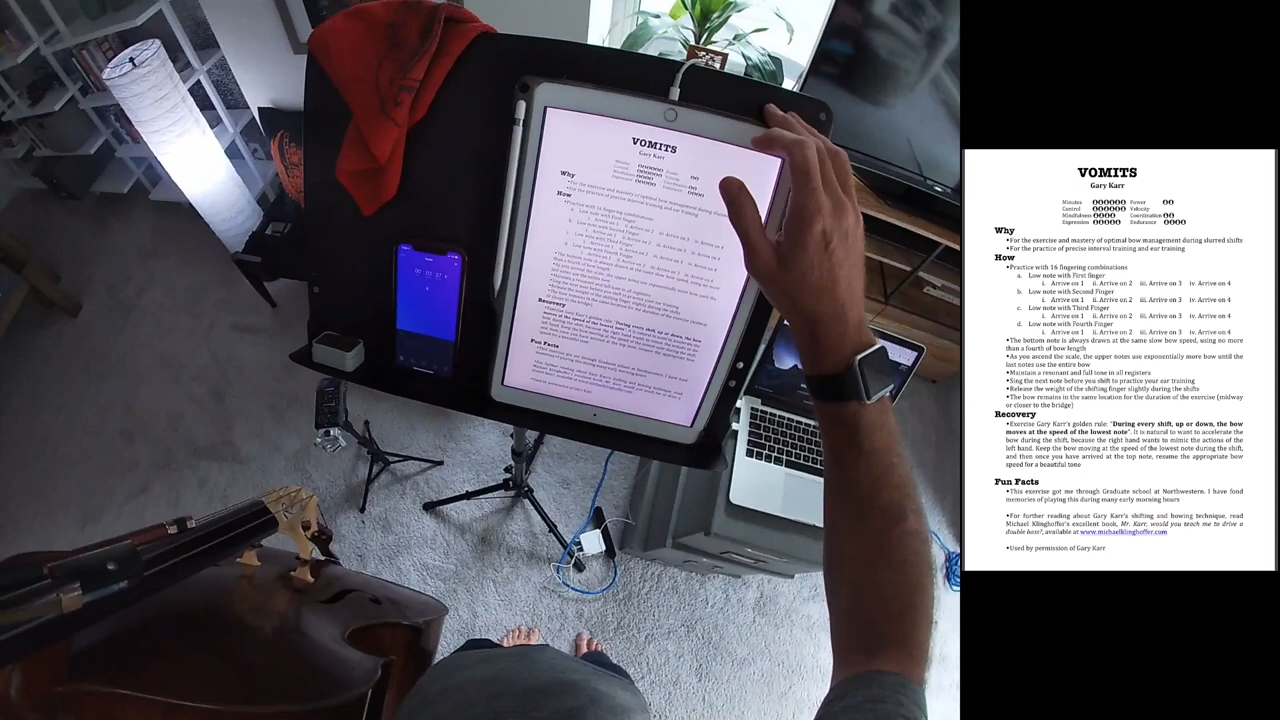 VOMITS
Gary Karr
Why
How
Recovery
Fun Facts
VOMITS
Gary Karr
Minutes Power
Control Velocity
Mindfulness Coordination
Expression Endurance
Why
•For the exercise and mastery of optimal bow management during slurred shifts
•For the practice of precise interval training and ear training
How
•Practice with 16 fingering combinations
a. Low note with First finger
i. Arrive on 1 ii. Arrive on 2 iii. Arrive on 3 iv. Arrive on 4
b. Low note with Second Finger
i. Arrive on 1 ii. Arrive on 2 iii. Arrive on 3 iv. Arrive on 4
c. Low note with Third Finger
i. Arrive on 1 ii. Arrive on 2 iii. Arrive on 3 iv. Arrive on 4
d. Low note with Fourth Finger
i. Arrive on 1 ii. Arrive on 2 iii. Arrive on 3 iv. Arrive on 4
•The bottom note is always drawn at the same slow bow speed, using no more
than a fourth of bow length
•As you ascend the scale, the upper notes use exponentially more bow until the
last notes use the entire bow
•Maintain a resonant and full tone in all registers
•Sing the next note before you shift to practice your ear training
•Release the weight of the shifting finger slightly during the shifts
•The bow remains in the same location for the duration of the exercise (midway
or closer to the bridge)
Recovery
•Exercise Gary Karr's golden rule: "During every shift, up or down, the bow
moves at the speed of the lowest note". It is natural to want to accelerate the
bow during the shift, because the right hand wants to mimic the actions of the
left hand. Keep the bow moving at the speed of the lowest note during the shift,
and then once you have arrived at the top note, resume the appropriate bow
speed for a beautiful tone
Fun Facts
•This exercise got me through Graduate school at Northwestern. I have fond
memories of playing this during many early morning hours
•For further reading about Gary Karr's shifting and bowing technique, read
Michael Klinghoffer's excellent book, Mr. Karr, would you teach me to drive a
double bass?, available at www.michaelklinghoffer.com
•Used by permission of Gary Karr